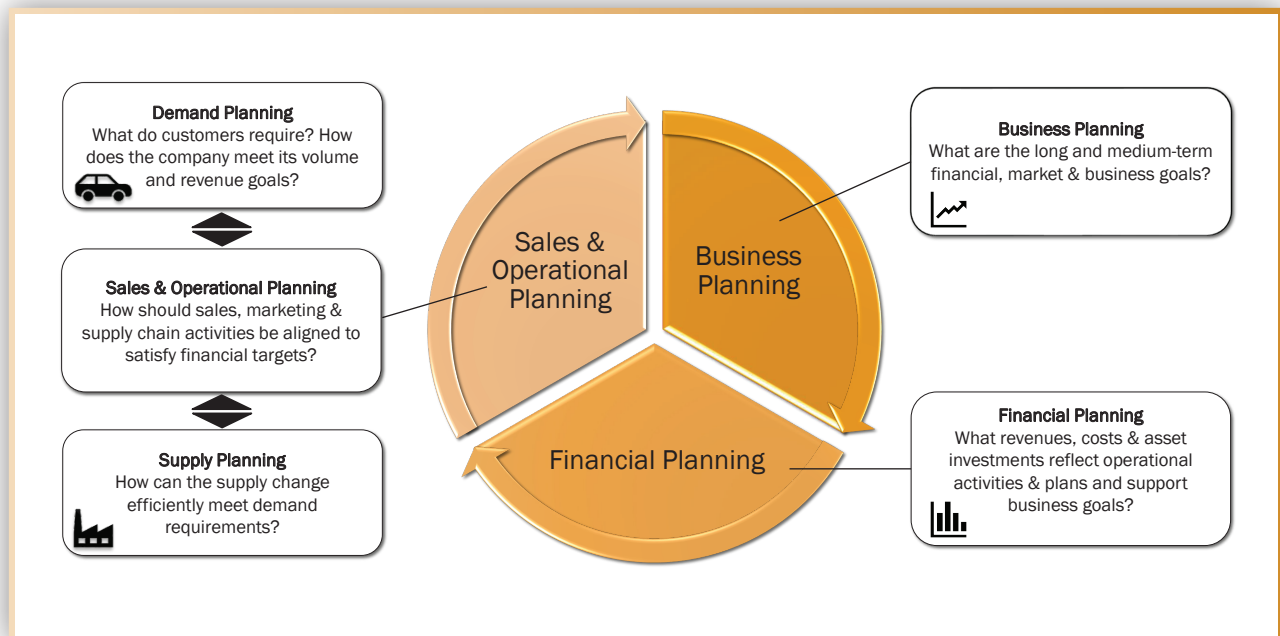 Demand Planning
What do customers require? How
does the company meet its volume
and revenue goals?
Sales & Operational Planning
How should sales, marketing &
supply chain activities be aligned to
satisfy financial targets?
Supply Planning
How can the supply change
efficiently meet demand
requirements?
Sales &
Operational
Planning
Business
Planning
Financial Planning
Business Planning
What are the long and medium-term
financial, market & business goals?
Financial Planning
What revenues, costs & asset
investments reflect operational
activities & plans and support
business goals?